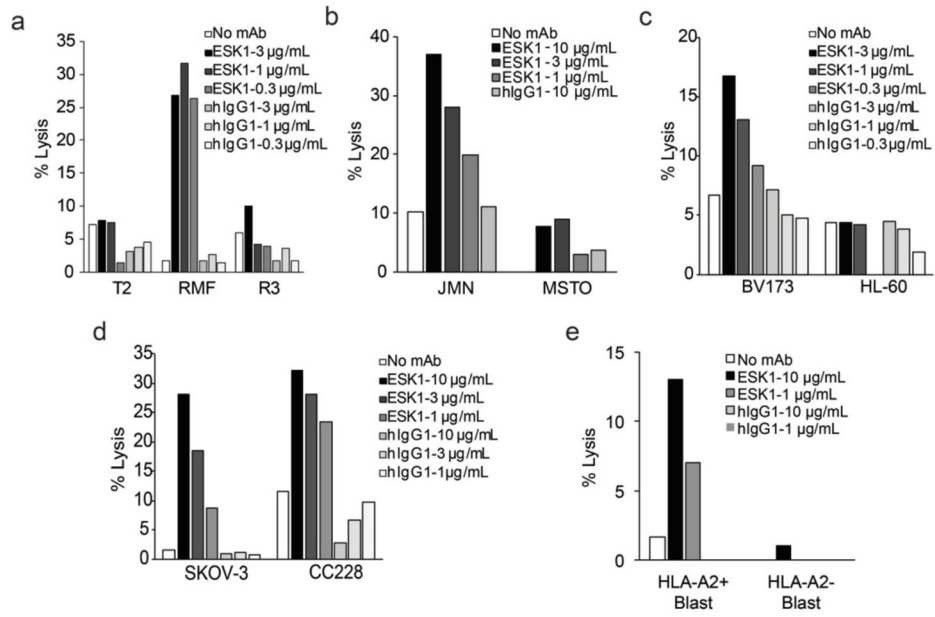 a
No mAb
ESK1-3 µg/mL
ESK1-1 µg/mL
ESK1-0.3 µg/mL
hIgG1-3 µg/mL
hIgG1-1 µg/mL
hIgG1-0.3µg/mL
% Lysis
35
30
25
20
15
10
5
0
T2 RMF R3
b
No mAb
ESK1-10 µg/mL
ESK1-3 µg/mL
ESK1-1 µg/mL
hIgG1-10 µg/mL
% Lysis
40
30
20
10
0
JMN MSTO
c
No mAb
ESK1-3 µg/mL
ESK1-1 µg/mL
ESK1-0.3 µg/mL
hIgG1-3 µg/mL
hIgG1-1 µg/mL
hIgG1-0.3µg/mL
% Lysis
20
15
10
5
0
BV173 HL-60
d
No mAb
ESK1-10 µg/mL
ESK1-3 µg/mL
ESK1-1 µg/mL
hIgG1-10 µg/mL
hIgG1-3 µg/mL
hIgG1-1µg/mL
% Lysis
35
30
25
20
15
10
5
0
SKOV-3 CC228
e
No mAb
ESK1-10 µg/mL
ESK1-1 µg/mL
hIgG1-10 µg/mL
hIgG1-1 µg/mL
% Lysis
15
10
5
0
HLA-A2+ HLA-A2-
Blast Blast